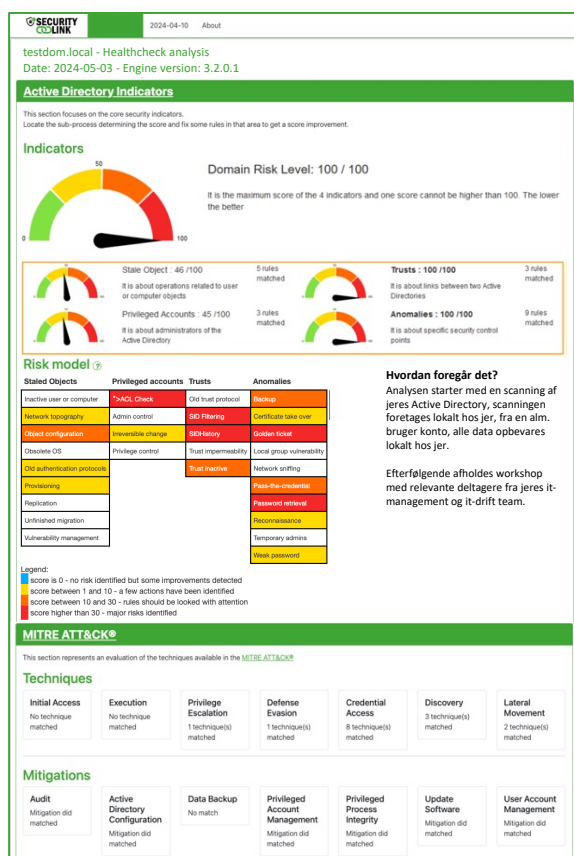 SECURITY
LINK
2024-04-10 About
testdom.local - Healthcheck analysis
Date: 2024-05-03 - Engine version: 3.2.0.1
Active Directory Indicators
This section focuses on the core security indicators.
Locate the sub-process determining the score and fix some rules in that area to get a score improvement.
Indicators
50
0
100
Domain Risk Level: 100 / 100
It is the maximum score of the 4 indicators and one score cannot be higher than 100. The lower
the better
Stale Object : 46 /100
It is about operations related to user
or computer objects
5 rules
matched
Trusts : 100 /100
It is about links between two Active
Directories
3 rules
matched
Privileged Accounts : 45 /100
It is about administrators of the
Active Directory
3 rules
matched
Anomalies : 100 /100
It is about specific security control
points
9 rules
matched
Risk model ?
Staled Objects
Inactive user or computer
Network topography
Object configuration
Obsolete OS
Old authentication protocols
Provisioning
Replication
Unfinished migration
Vulnerability management
Privileged accounts
">ACL Check
Admin control
Irreversible change
Privilege control
Trusts
Old trust protocol
SID Filtering
SIDHistory
Trust impermeability
Trust inactive
Anomalies
Backup
Certificate take over
Golden ticket
Local group vulnerability
Network sniffing
Pass-the-credential
Password retrieval
Reconnaissance
Temporary admins
Weak password
Hvordan foregår det?
Analysen starter med en scanning af
jeres Active Directory, scanningen
foretages lokalt hos jer, fra en alm.
bruger konto, alle data opbevares
lokalt hos jer.
Efterfølgende afholdes workshop
med relevante deltagere fra jeres it-
management og it-drift team.
Legend:
score is 0 - no risk identified but some improvements detected
score between 1 and 10 - a few actions have been identified
score between 10 and 30 - rules should be looked with attention
score higher than 30 - major risks identified
MITRE ATT&CK®
This section represents an evaluation of the techniques available in the MITRE ATT&CK®
Techniques
Initial Access
No technique
matched
Execution
No technique
matched
Privilege
Escalation
1 technique(s)
matched
Defense
Evasion
1 technique(s)
matched
Credential
Access
8 technique(s)
matched
Discovery
3 technique(s)
matched
Lateral
Movement
2 technique(s)
matched
Mitigations
Audit
Mitigation did
matched
Active
Directory
Configuration
Mitigation did
matched
Data Backup
No match
Privileged
Account
Management
Mitigation did
matched
Privileged
Process
Integrity
Mitigation did
matched
Update
Software
Mitigation did
matched
User Account
Management
Mitigation did
matched